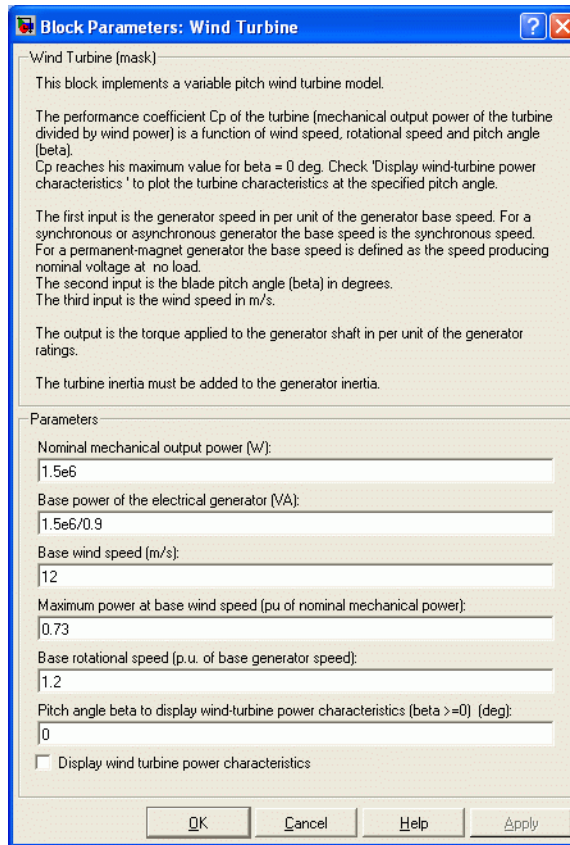 Block Parameters: Wind Turbine
Wind Turbine (mask)
This block implements a variable pitch wind turbine model.
The performance coefficient Cp of the turbine (mechanical output power of the turbine
divided by wind power) is a function of wind speed, rotational speed and pitch angle
(beta).
Cp reaches his maximum value for beta = 0 deg. Check 'Display wind-turbine power
characteristics ' to plot the turbine characteristics at the specified pitch angle.
The first input is the generator speed in per unit of the generator base speed. For a
synchronous or asynchronous generator the base speed is the synchronous speed.
For a permanent-magnet generator the base speed is defined as the speed producing
nominal voltage at no load.
The second input is the blade pitch angle (beta) in degrees.
The third input is the wind speed in m/s.
The output is the torque applied to the generator shaft in per unit of the generator
ratings.
The turbine inertia must be added to the generator inertia.
Parameters
Nominal mechanical output power (W):
1.5e6
Base power of the electrical generator (VA):
1.5e6/0.9
Base wind speed (m/s):
12
Maximum power at base wind speed (pu of nominal mechanical power):
0.73
Base rotational speed (p.u. of base generator speed):
1.2
Pitch angle beta to display wind-turbine power characteristics (beta >=0) (deg):
0
Display wind turbine power characteristics
OK Cancel Help Apply